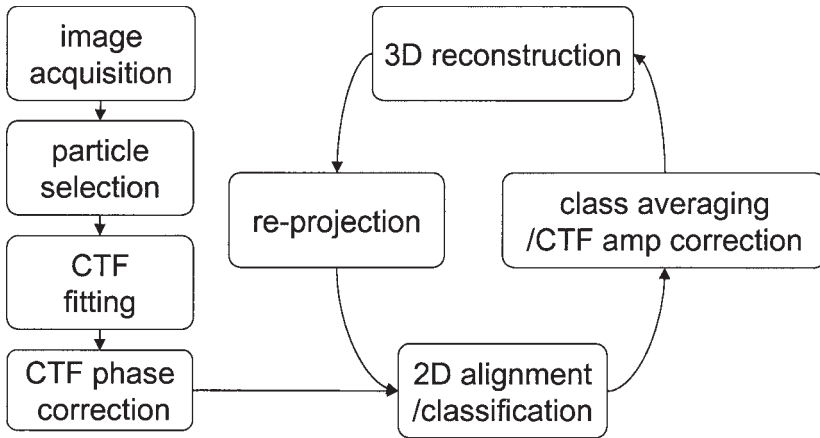 image
acquisition
particle
selection
CTF
fitting
CTF phase
correction
3D reconstruction
re-projection
class averaging
/CTF amp correction
2D alignment
/classification